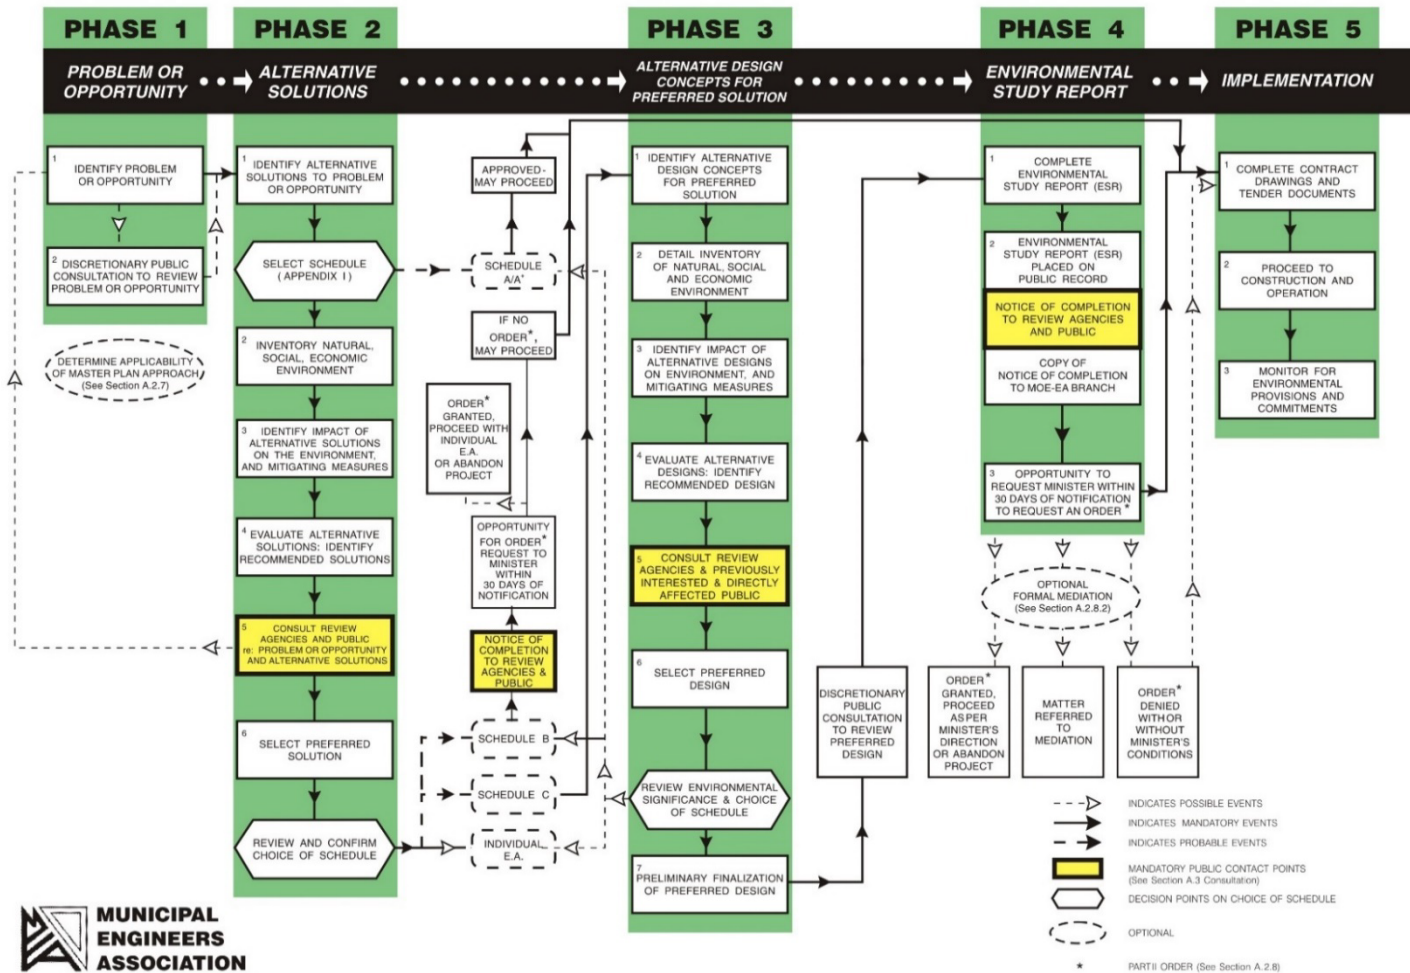 PHASE 1
PHASE 2
PHASE 3
PHASE 4
PHASE 5
PROBLEM OR
OPPORTUNITY
ALTERNATIVE
SOLUTIONS
ALTERNATIVE DESIGN
CONCEPTS FOR
PREFERRED SOLUTION
ENVIRONMENTAL
STUDY REPORT
IMPLEMENTATION
1
IDENTIFY PROBLEM
OR OPPORTUNITY
2
DISCRETIONARY PUBLIC
CONSULTATION TO REVIEW
PROBLEM OR OPPORTUNITY
DETERMINE APPLICABILITY
OF MASTER PLAN APPROACH
(See Section A.2.7)
1
IDENTIFY ALTERNATIVE
SOLUTIONS TO PROBLEM
OR OPPORTUNITY
SELECT SCHEDULE
(APPENDIX I)
2
INVENTORY NATURAL,
SOCIAL, ECONOMIC
ENVIRONMENT
3
IDENTIFY IMPACT OF
ALTERNATIVE SOLUTIONS
ON THE ENVIRONMENT,
AND MITIGATING MEASURES
4
EVALUATE ALTERNATIVE
SOLUTIONS: IDENTIFY
RECOMMENDED SOLUTIONS
5
CONSULT REVIEW
AGENCIES AND PUBLIC
re: PROBLEM OR OPPORTUNITY
AND ALTERNATIVE SOLUTIONS
6
SELECT PREFERRED
SOLUTION
REVIEW AND CONFIRM
CHOICE OF SCHEDULE
APPROVED-
MAY PROCEED
SCHEDULE
A/A+
IF NO
ORDER*,
MAY PROCEED
ORDER*
GRANTED,
PROCEED WITH
INDIVIDUAL
E.A.
OR ABANDON
PROJECT
OPPORTUNITY
FOR ORDER*
REQUEST TO
MINISTER
WITHIN
30 DAYS OF
NOTIFICATION
NOTICE OF
COMPLETION
TO REVIEW
AGENCIES &
PUBLIC
SCHEDULE B
SCHEDULE C
INDIVIDUAL
E.A.
1
IDENTIFY ALTERNATIVE
DESIGN CONCEPTS
FOR PREFERRED
SOLUTION
2
DETAIL INVENTORY
OF NATURAL, SOCIAL
AND ECONOMIC
ENVIRONMENT
3
IDENTIFY IMPACT OF
ALTERNATIVE DESIGNS
ON ENVIRONMENT, AND
MITIGATING MEASURES
4
EVALUATE ALTERNATIVE
DESIGNS: IDENTIFY
RECOMMENDED DESIGN
5
CONSULT REVIEW
AGENCIES & PREVIOUSLY
INTERESTED & DIRECTLY
AFFECTED PUBLIC
6
SELECT PREFERRED
DESIGN
REVIEW ENVIRONMENTAL
SIGNIFICANCE & CHOICE
OF SCHEDULE
7
PRELIMINARY FINALIZATION
OF PREFERRED DESIGN
DISCRETIONARY
PUBLIC
CONSULTATION
TO REVIEW
PREFERRED
DESIGN
1
COMPLETE
ENVIRONMENTAL
STUDY REPORT (ESR)
2
ENVIRONMENTAL
STUDY REPORT (ESR)
PLACED ON
PUBLIC RECORD
NOTICE OF COMPLETION
TO REVIEW AGENCIES
AND PUBLIC
COPY OF
NOTICE OF COMPLETION
TO MOE-EA BRANCH
3
OPPORTUNITY TO
REQUEST MINISTER WITHIN
30 DAYS OF NOTIFICATION
TO REQUEST AN ORDER*
OPTIONAL
FORMAL MEDIATION
(See Section A.2.8.2)
ORDER*
GRANTED,
PROCEED
AS PER
MINISTER'S
DIRECTION
OR ABANDON
PROJECT
MATTER
REFERRED
TO
MEDIATION
ORDER*
DENIED
WITH OR
WITHOUT
MINISTER'S
CONDITIONS
1
COMPLETE CONTRACT
DRAWINGS AND
TENDER DOCUMENTS
2
PROCEED TO
CONSTRUCTION AND
OPERATION
3
MONITOR FOR
ENVIRONMENTAL
PROVISIONS AND
COMMITMENTS
INDICATES POSSIBLE EVENTS
INDICATES MANDATORY EVENTS
INDICATES PROBABLE EVENTS
MANDATORY PUBLIC CONTACT POINTS
(See Section A.3 Consultation)
DECISION POINTS ON CHOICE OF SCHEDULE
OPTIONAL
* PART II ORDER (See Section A.2.8)
MUNICIPAL
ENGINEERS
ASSOCIATION